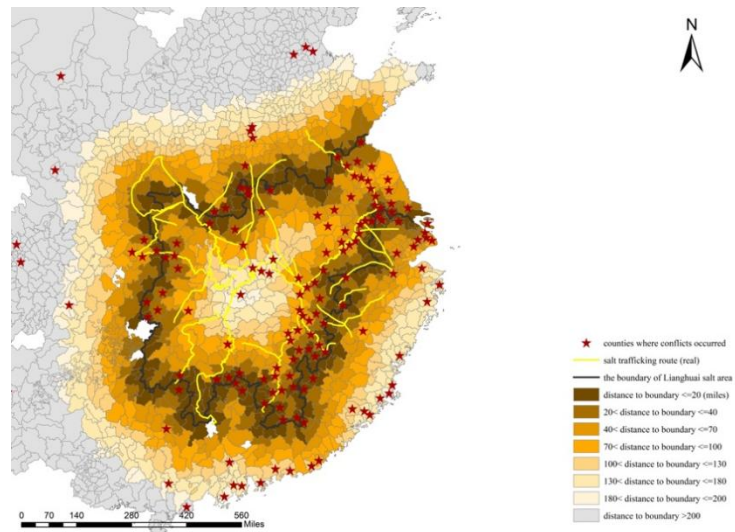 N
counties where conflicts occurred
salt trafficking route (real)
the boundary of Lianghuai salt area
distance to boundary <=20 (miles)
20< distance to boundary <=40
40< distance to boundary <=70
70< distance to boundary <=100
100< distance to boundary <=130
130< distance to boundary <=180
180< distance to boundary <=200
distance to boundary >200
0 70 140 280 420 560
Miles